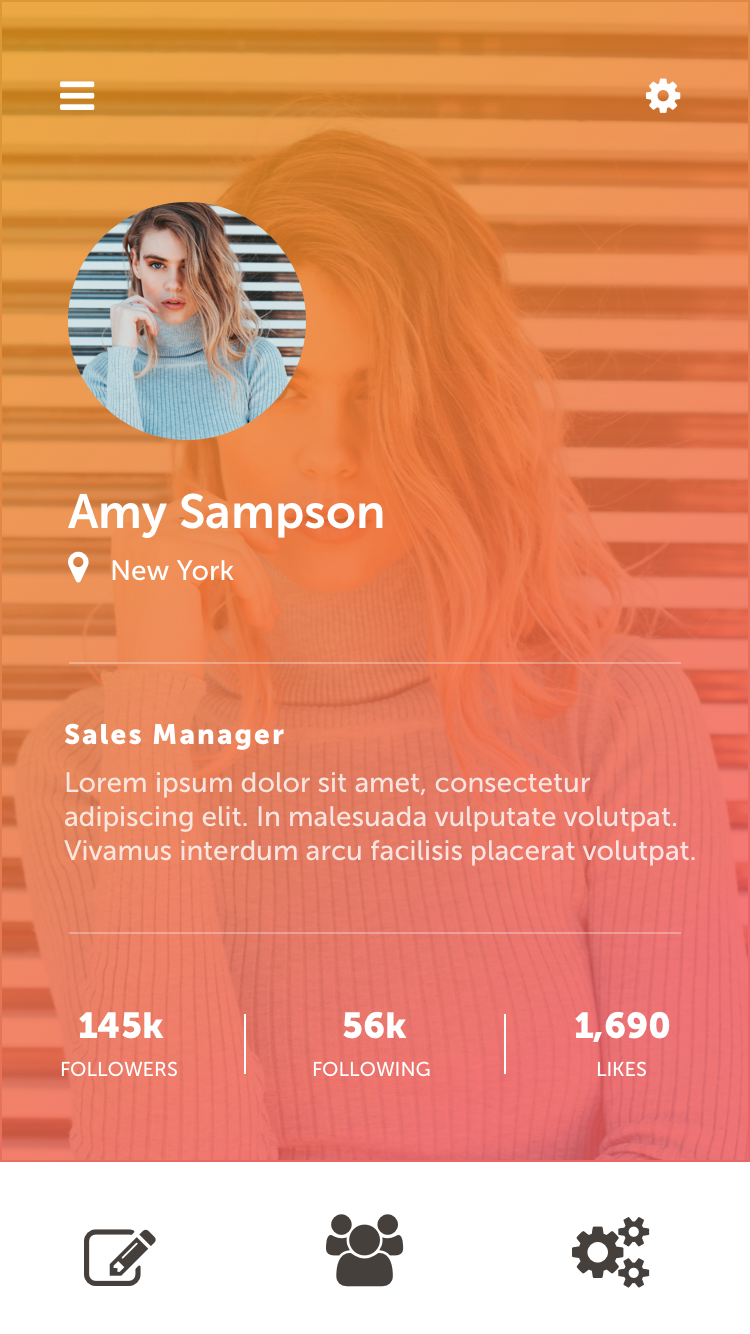 Amy Sampson
New York
Sales Manager
Lorem ipsum dolor sit amet, consectetur
adipiscing elit. In malesuada vulputate volutpat.
Vivamus interdum arcu facilisis placerat volutpat.
145k 56k 1,690
FOLLOWERS FOLLOWING LIKES